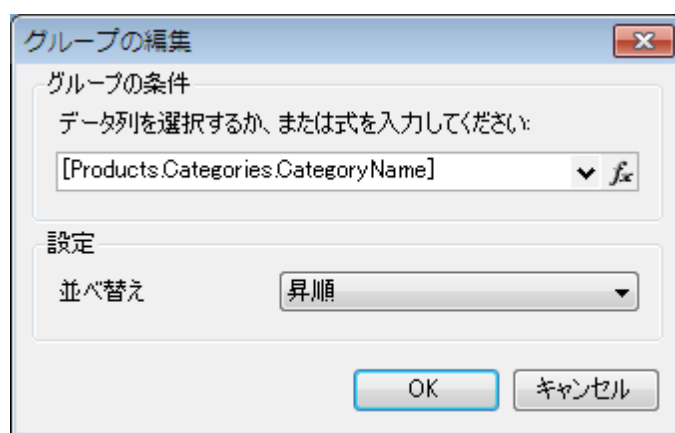 グループの編集
グループの条件
データ列を選択するか、または式を入力してください:
[Products.Categories.CategoryName]
fx
設定
並べ替え 昇順
OK キャンセル